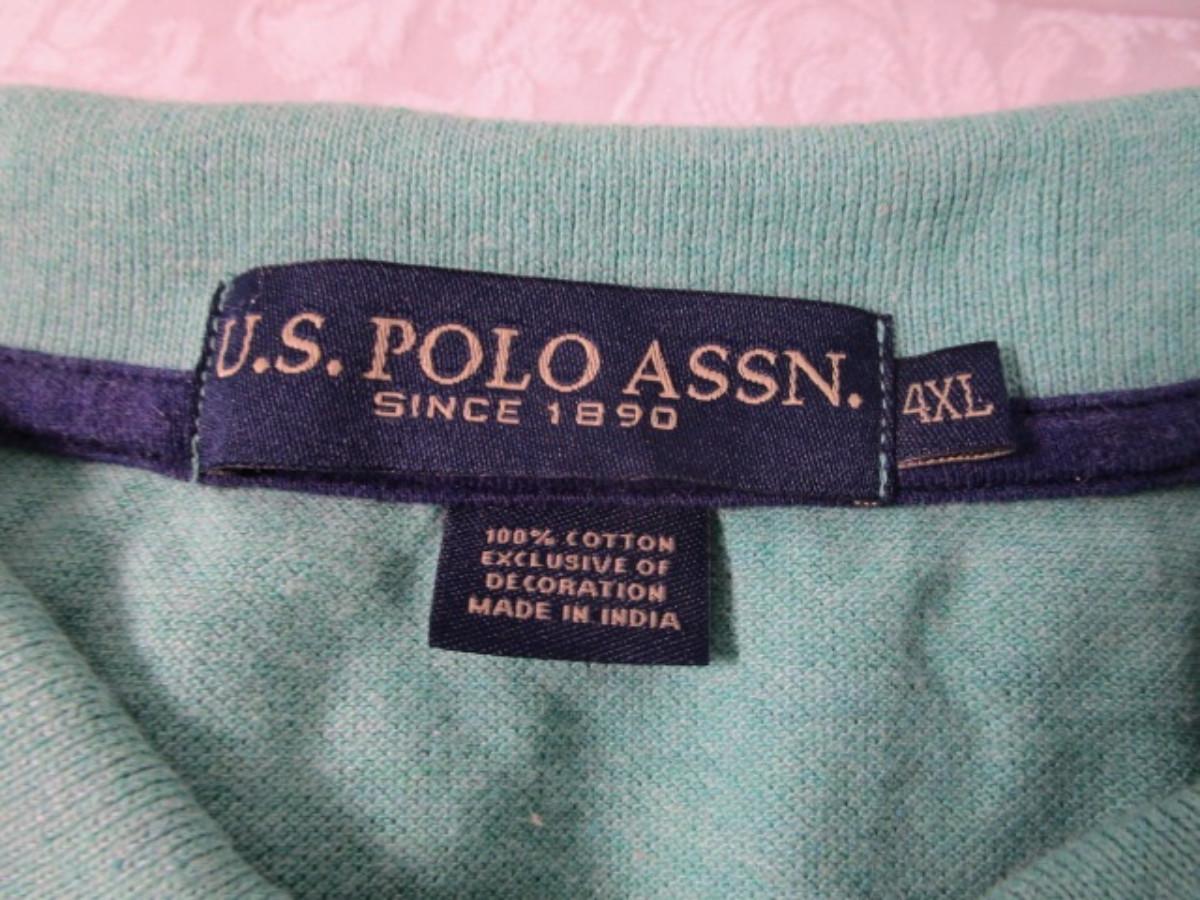 U.S. POLO ASSN.
SINCE 1890
4XL
100% COTTON
EXCLUSIVE OF
DECORATION
MADE IN INDIA